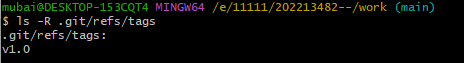 mubai@DESKTOP-153CQT4 MINGW64 /e/11111/202213482--/work (main)
$ ls -R .git/refs/tags
.git/refs/tags:
v1.0